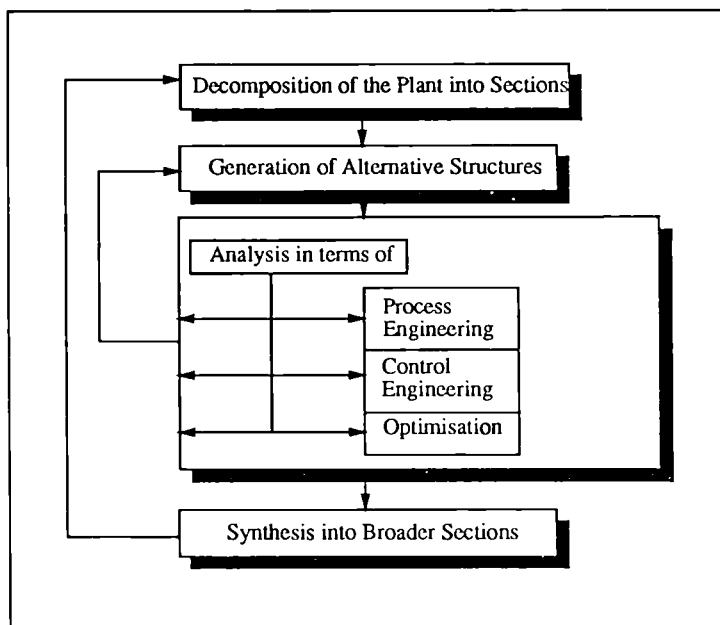 Decomposition of the Plant into Sections
Generation of Alternative Structures
Analysis in terms of
Process
Engineering
Control
Engineering
Optimisation
Synthesis into Broader Sections